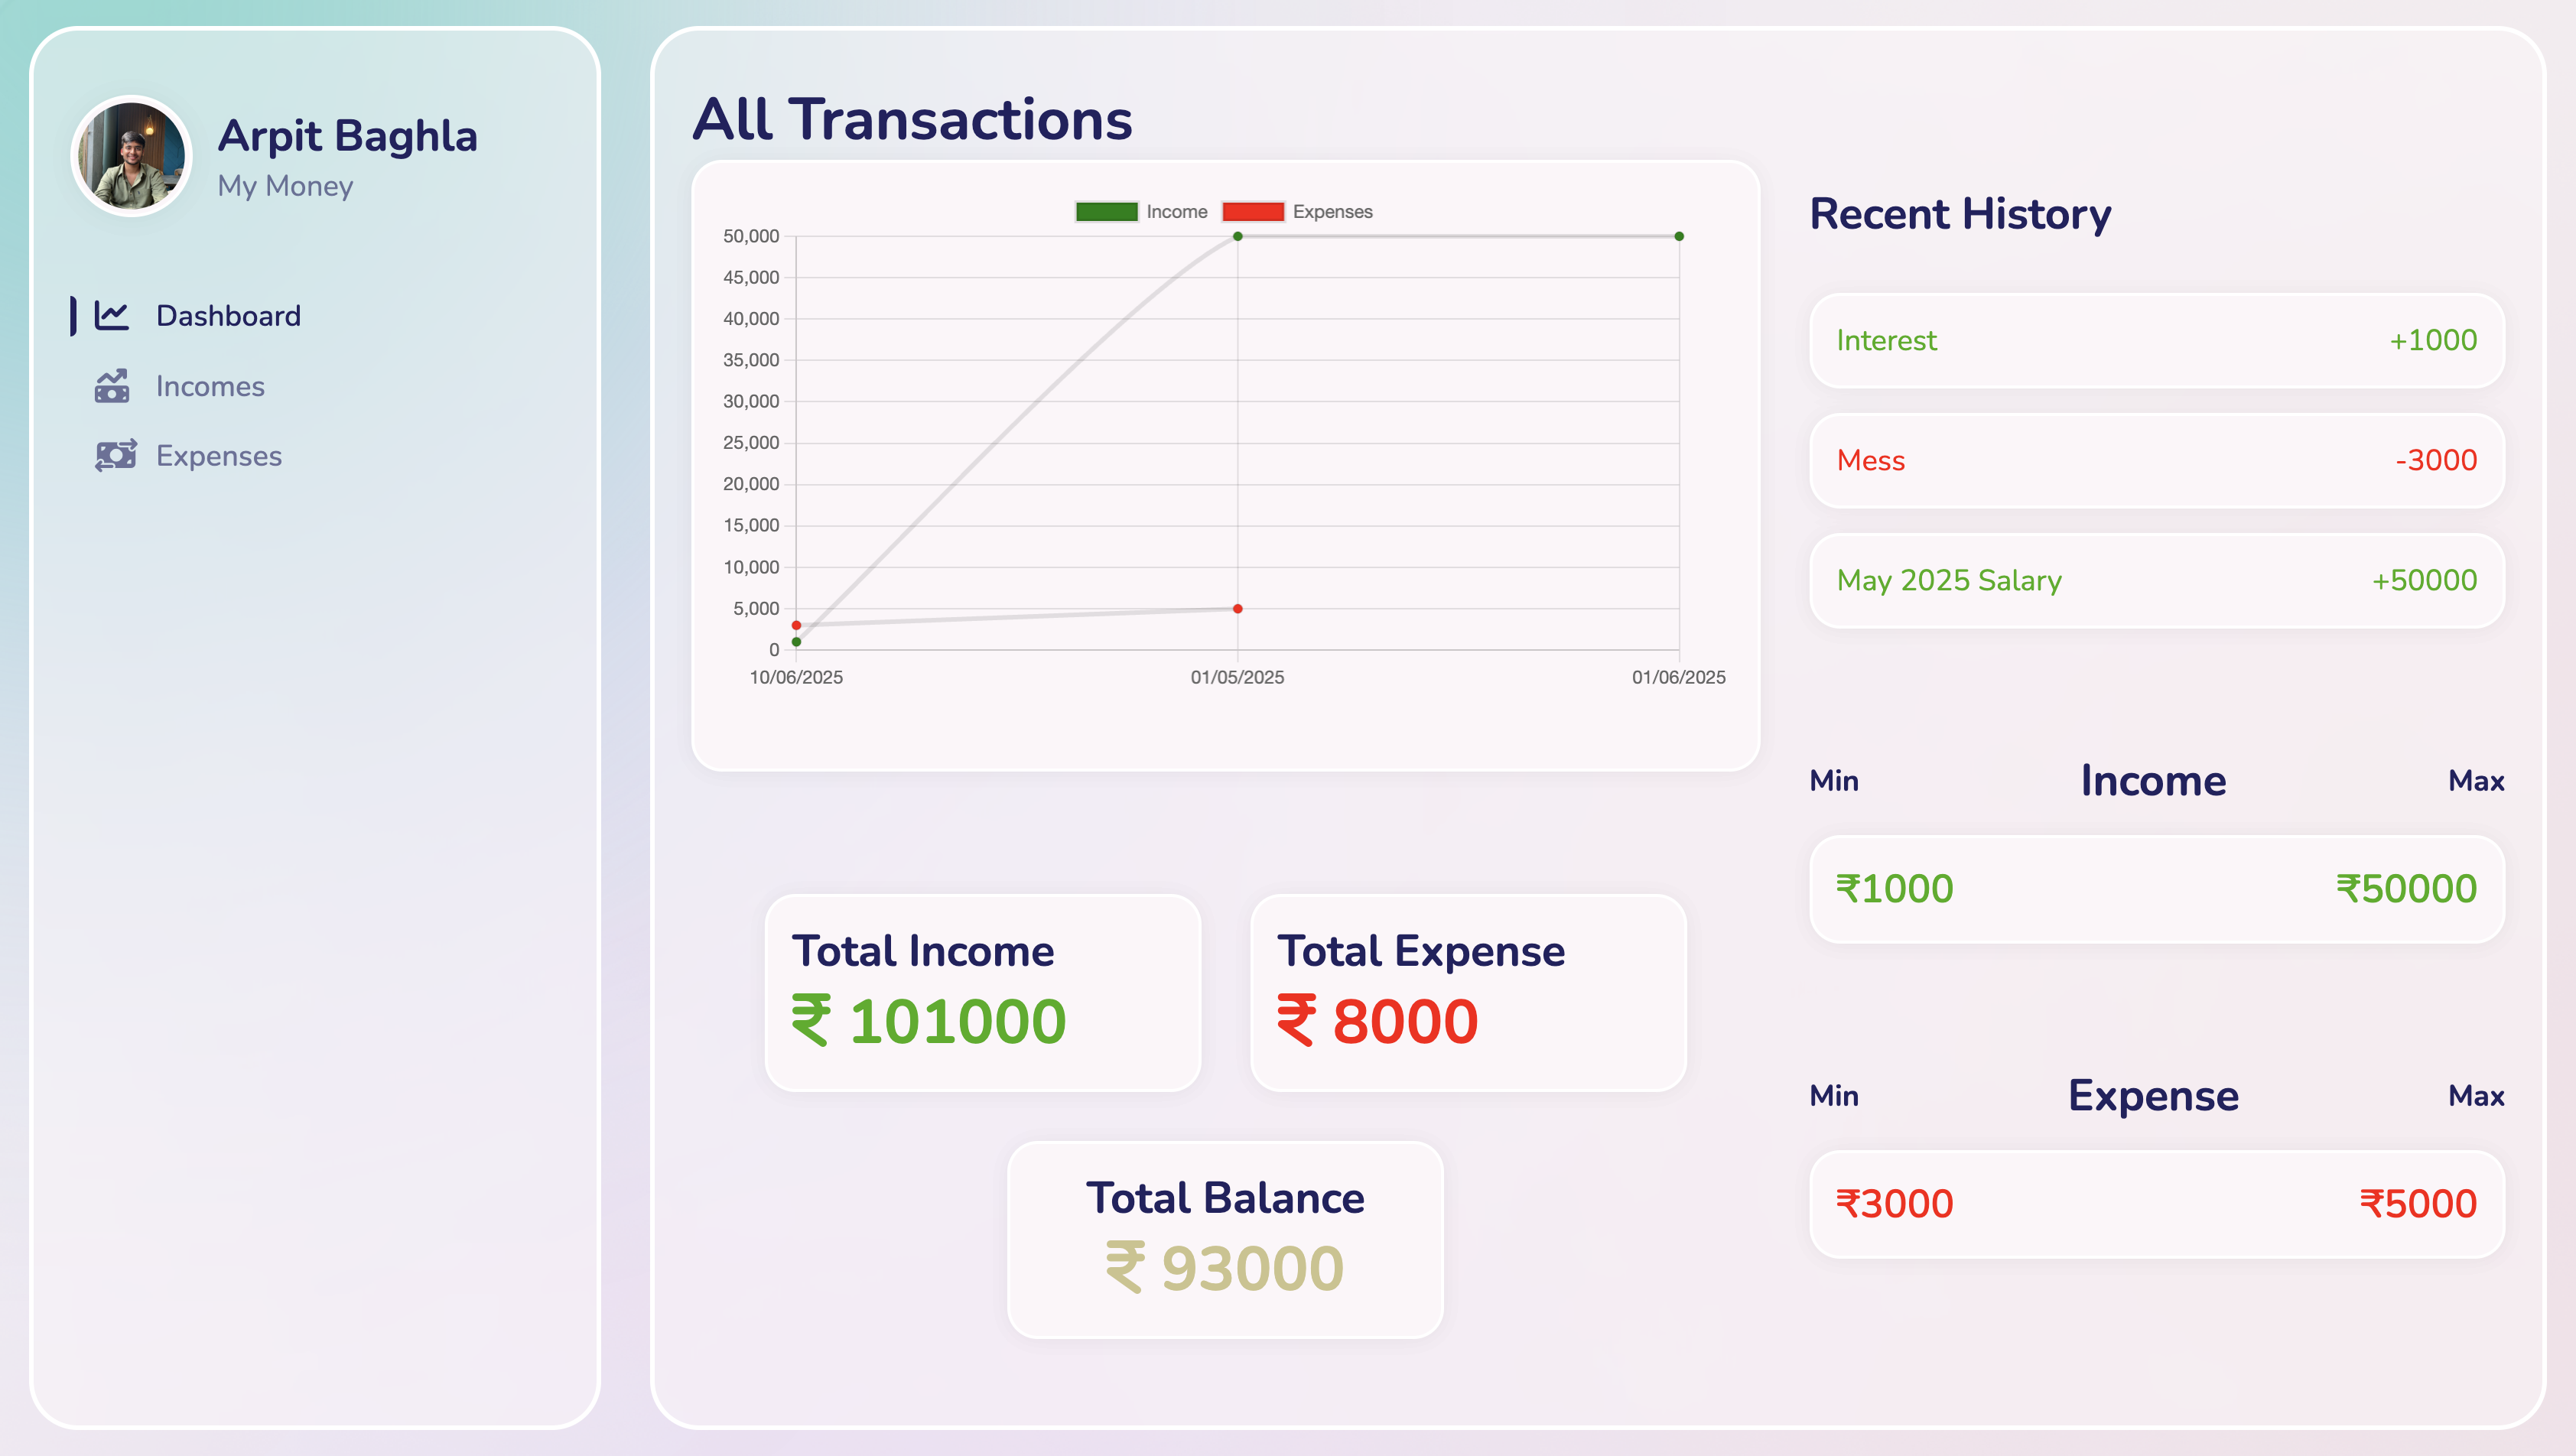 Arpit Baghla
My Money
Dashboard
Incomes
Expenses
All Transactions
Income Expenses
50,000
45,000
40,000
35,000
30,000
25,000
20,000
15,000
10,000
5,000
0
10/06/2025 01/05/2025 01/06/2025
Total Income
₹ 101000
Total Expense
₹ 8000
Total Balance
₹ 93000
Recent History
Interest +1000
Mess -3000
May 2025 Salary +50000
Min Income Max
₹1000 ₹50000
Min Expense Max
₹3000 ₹5000